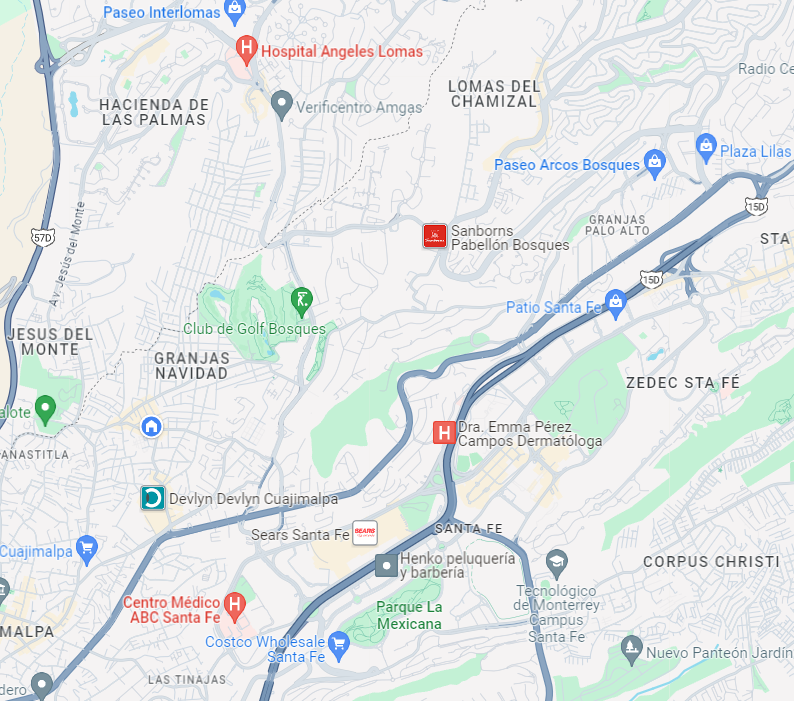 Paseo Interlomas
H
Hospital Angeles Lomas
Radio Ce
LOMAS DEL
CHAMIZAL
HACIENDA DE
LAS PALMAS
Verificentro Amgas
Plaza Lilas
Paseo Arcos Bosques
15D
GRANJAS
PALO ALTO
Sanborns
Pabellón Bosques
57D
STA
Av. Jesús del Monte
15D
Patio Santa Fe
Club de Golf Bosques
JESUS DEL
MONTE
GRANJAS
NAVIDAD
ZEDEC STA FÉ
alote
H
Dra. Emma Pérez
Campos Dermatóloga
ANASTITLA
Devlyn Devlyn Cuajimalpa
SEARS
Sears Santa Fe
SANTA FE
Cuajimalpa
Henko peluquería
y barbería
CORPUS CHRISTI
Tecnológico
de Monterrey
Campus
Santa Fe
Centro Médico
ABC Santa Fe
H
Parque La
Mexicana
MALPA
Costco Wholesale
Santa Fe
Nuevo Panteón Jardín
LAS TINAJAS
dero